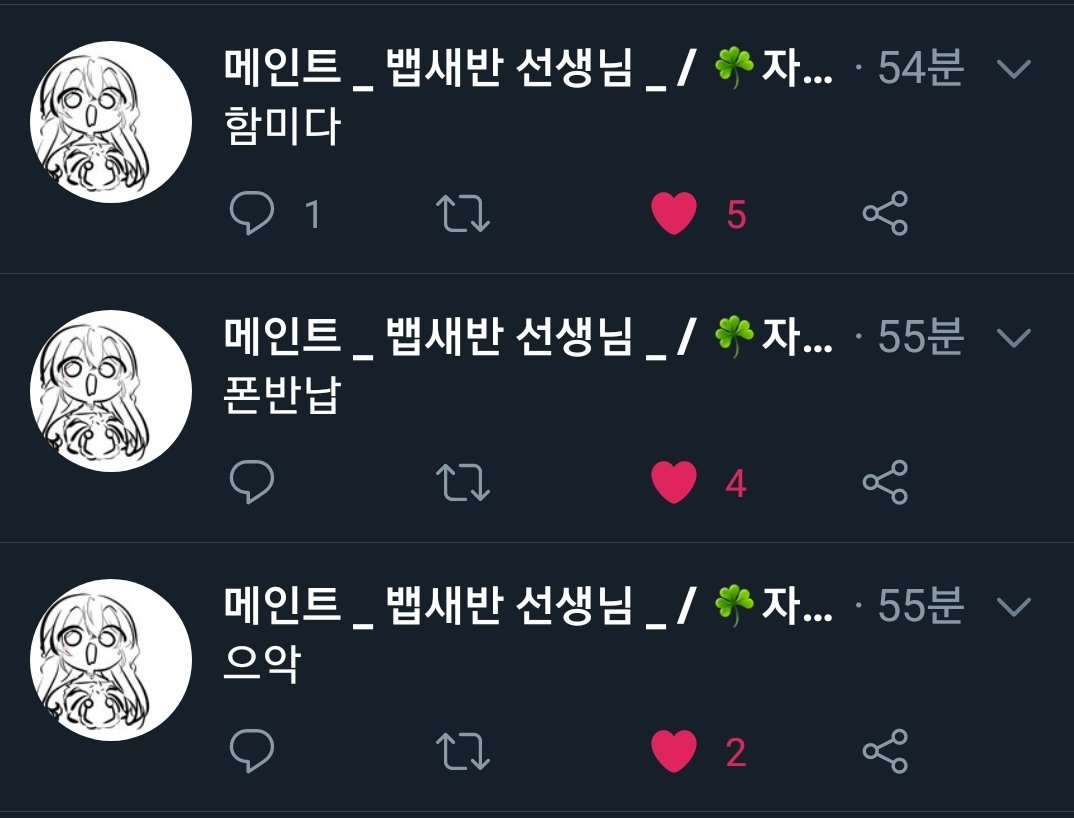 메인트 _ 뱁새반 선생님 _ / ☘️자... · 54분
함미다
1 5
메인트 _ 뱁새반 선생님 _ / ☘️자... · 55분
폰반납
4
메인트 _ 뱁새반 선생님 _ / ☘️자... · 55분
으악
2